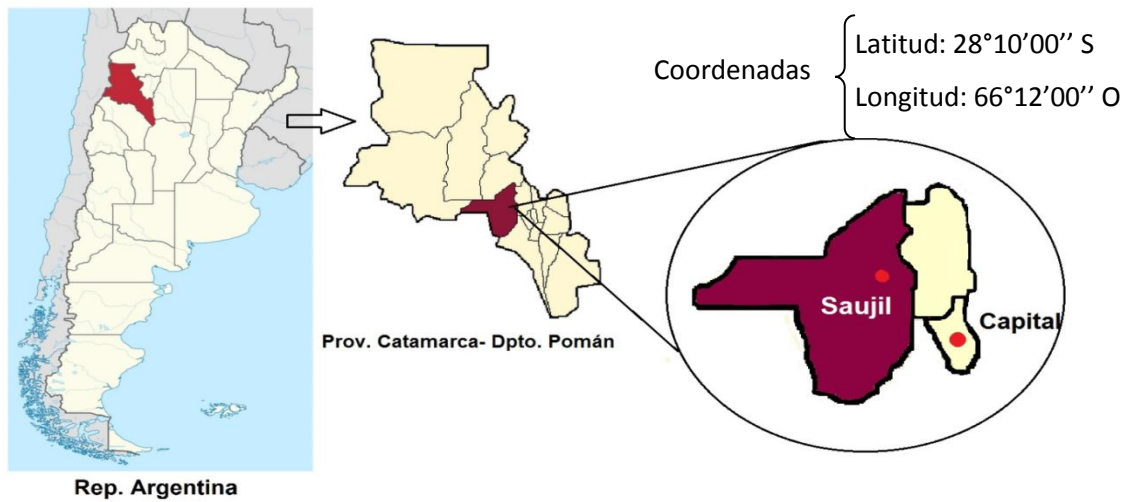 Coordenadas
Latitud: 28°10’00’’ S
Longitud: 66°12’00’’ O
Saujil
Capital
Prov. Catamarca- Dpto. Pomán
Rep. Argentina